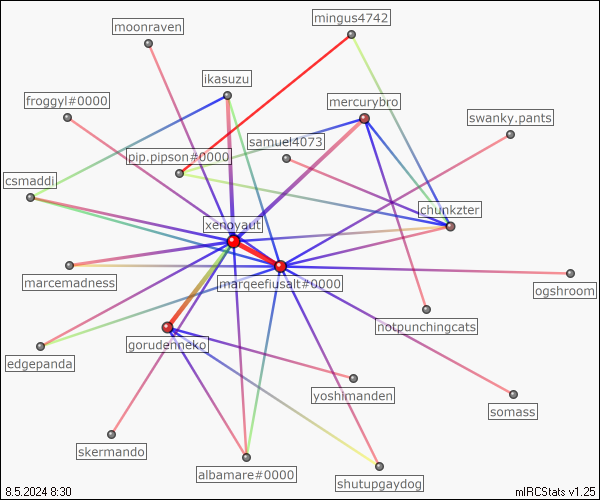 mingus4742
moonraven
ikasuzu
froggyl#0000
mercurybro
swanky.pants
samuel4073
pip.pipson#0000
csmaddi
chunkzter
xenoyaut
marcemadness
marqeefiusalt#0000
ogshroom
notpunchingcats
gorudenneko
edgepanda
yoshimanden
somass
skermando
albamare#0000
shutupgaydog
8.5.2024 8:30
mIRCStats v1.25